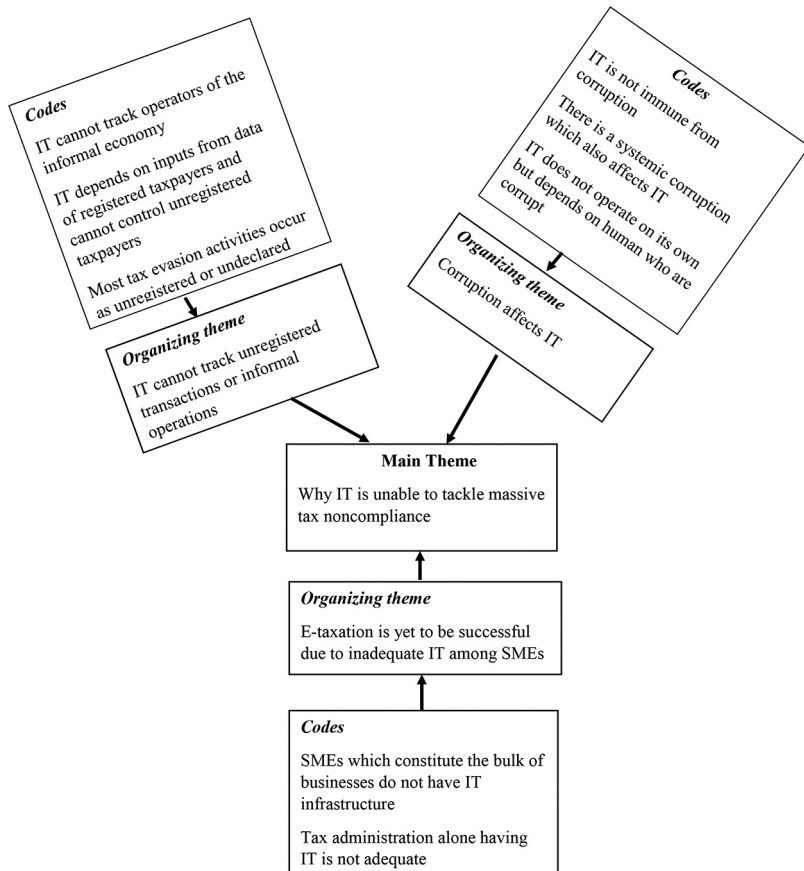 Codes
IT cannot track operators of the
informal economy
IT depends on inputs from data
of registered taxpayers and
cannot control unregistered
taxpayers
Most tax evasion activities occur
as unregistered or undeclared
Organizing theme
IT cannot track unregistered
transactions or informal
operations
Codes
IT is not immune from
corruption
There is a systemic corruption
which also affects IT
IT does not operate on its own
but depends on human who are
corrupt
Organizing theme
Corruption affects IT
Main Theme
Why IT is unable to tackle massive
tax noncompliance
Organizing theme
E-taxation is yet to be successful
due to inadequate IT among SMEs
Codes
SMEs which constitute the bulk of
businesses do not have IT
infrastructure
Tax administration alone having
IT is not adequate